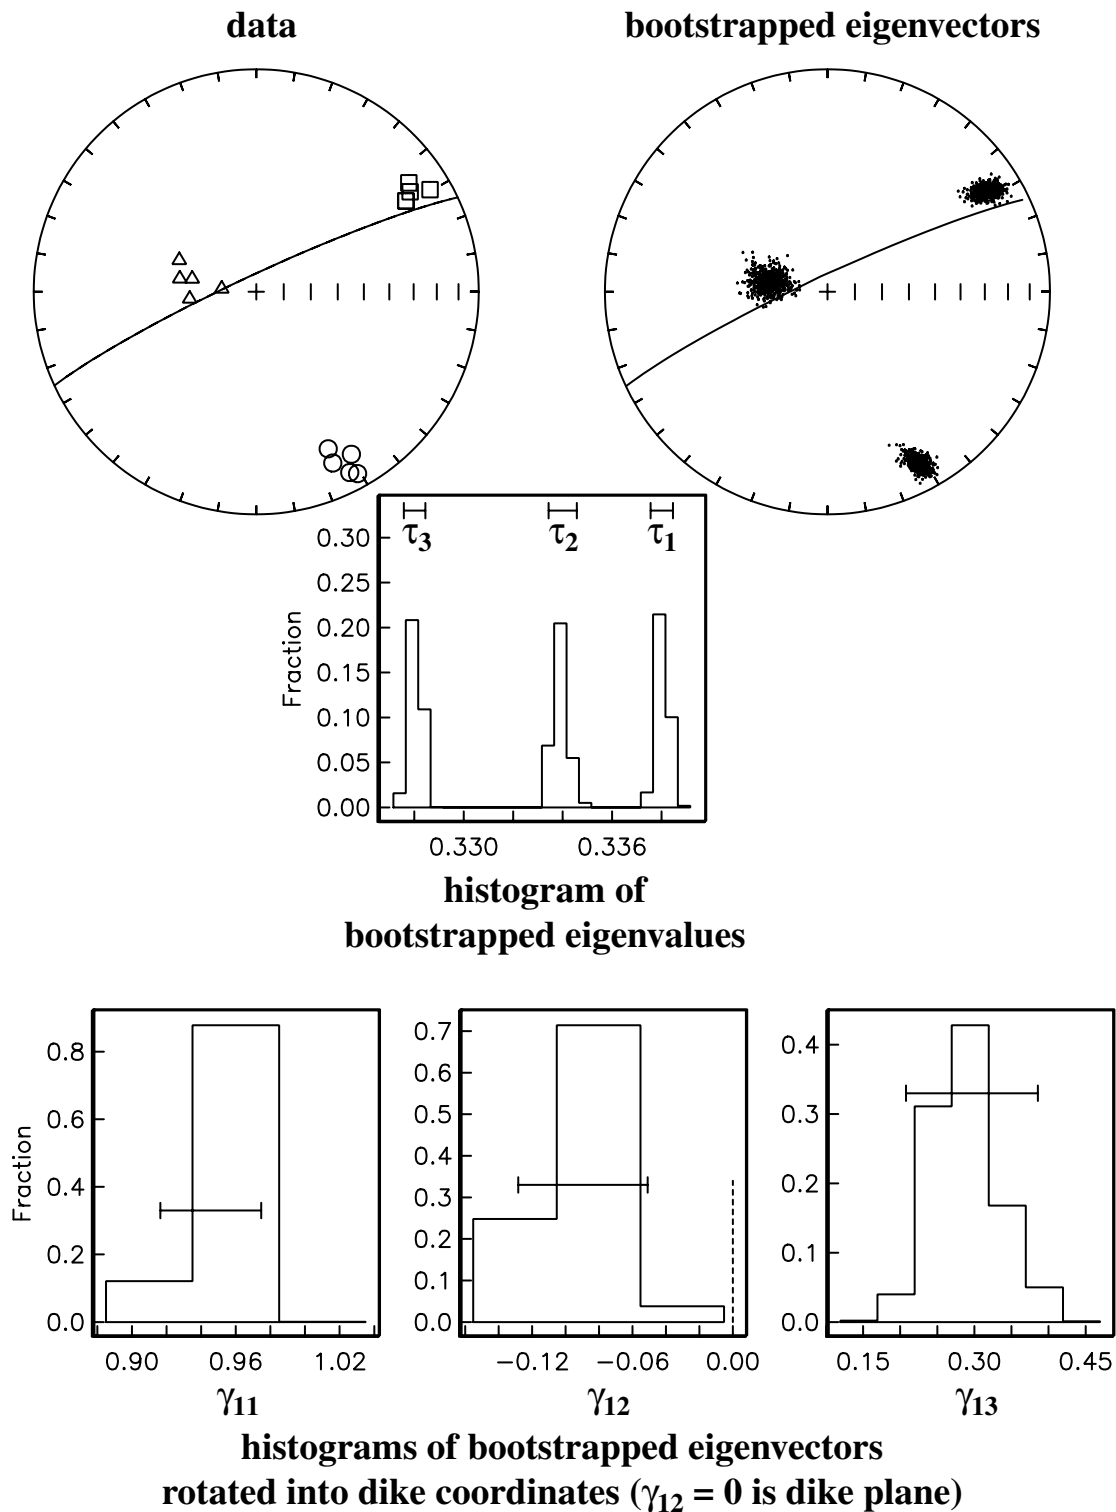 data
bootstrapped eigenvectors
τ3 τ2 τ1
0.30
0.25
0.20
0.15
0.10
0.05
0.00
Fraction
0.330 0.336
histogram of
bootstrapped eigenvalues
0.8
0.6
0.4
0.2
0.0
Fraction
0.90 0.96 1.02
γ11
0.7
0.6
0.5
0.4
0.3
0.2
0.1
0.0
−0.12 −0.06 0.00
γ12
0.4
0.3
0.2
0.1
0.0
0.15 0.30 0.45
γ13
histograms of bootstrapped eigenvectors
rotated into dike coordinates (γ12 = 0 is dike plane)